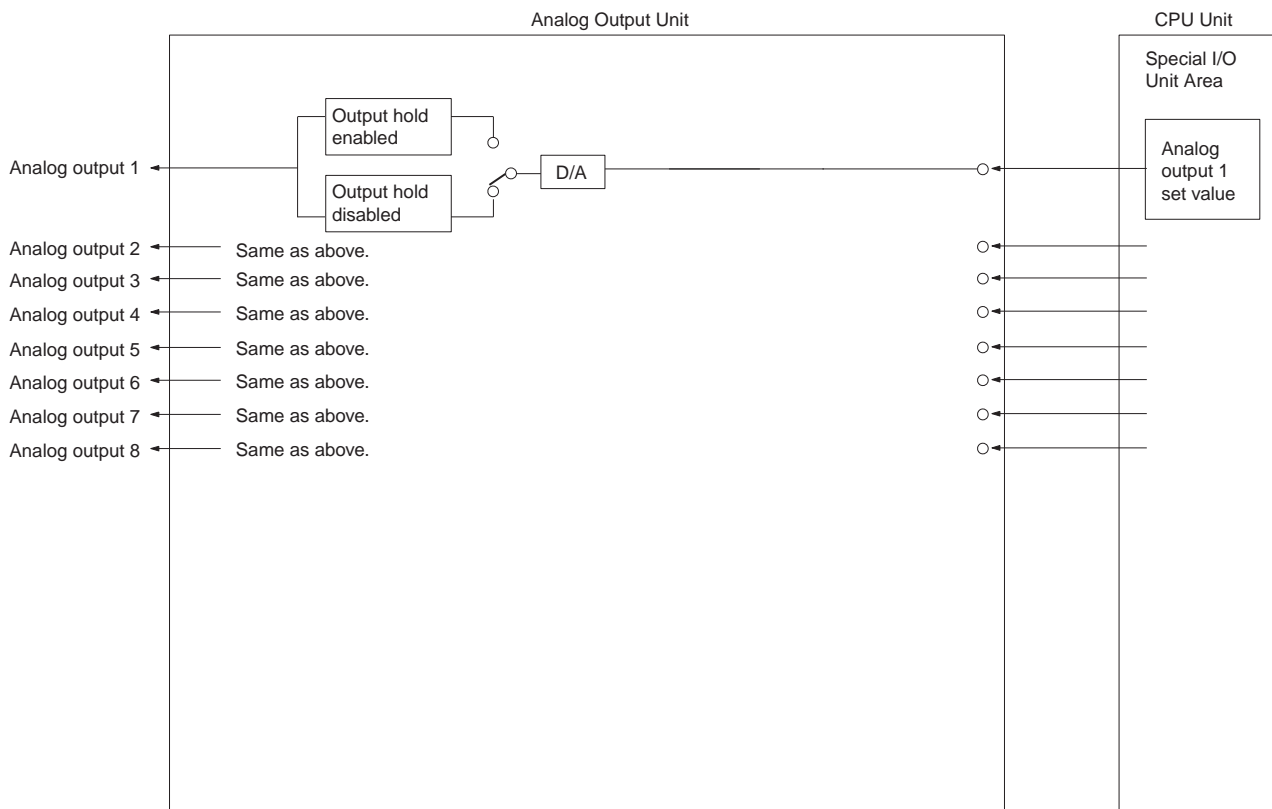 Analog Output Unit
CPU Unit
Special I/O
Unit Area
Output hold
enabled
Analog output 1
D/A
Analog
output 1
set value
Output hold
disabled
Analog output 2
Same as above.
Analog output 3
Same as above.
Analog output 4
Same as above.
Analog output 5
Same as above.
Analog output 6
Same as above.
Analog output 7
Same as above.
Analog output 8
Same as above.